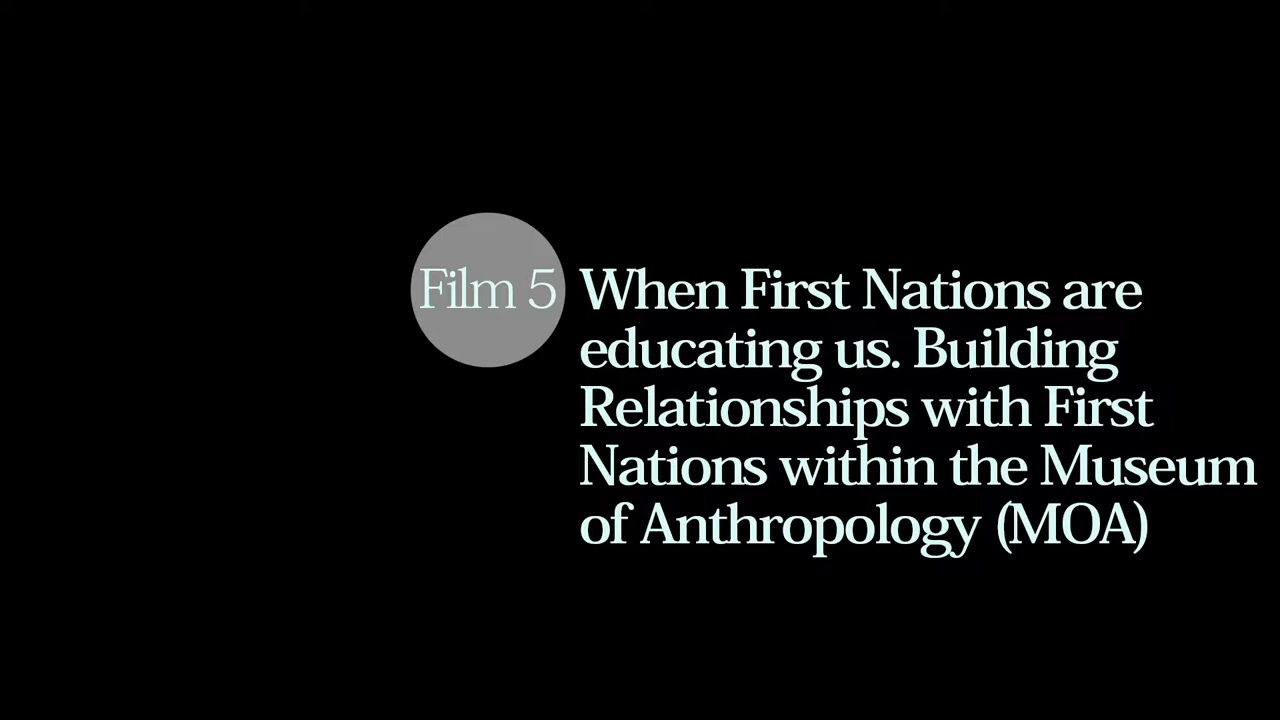 Film 5 When First Nations are
educating us. Building
Relationships with First
Nations within the Museum
of Anthropology (MOA)